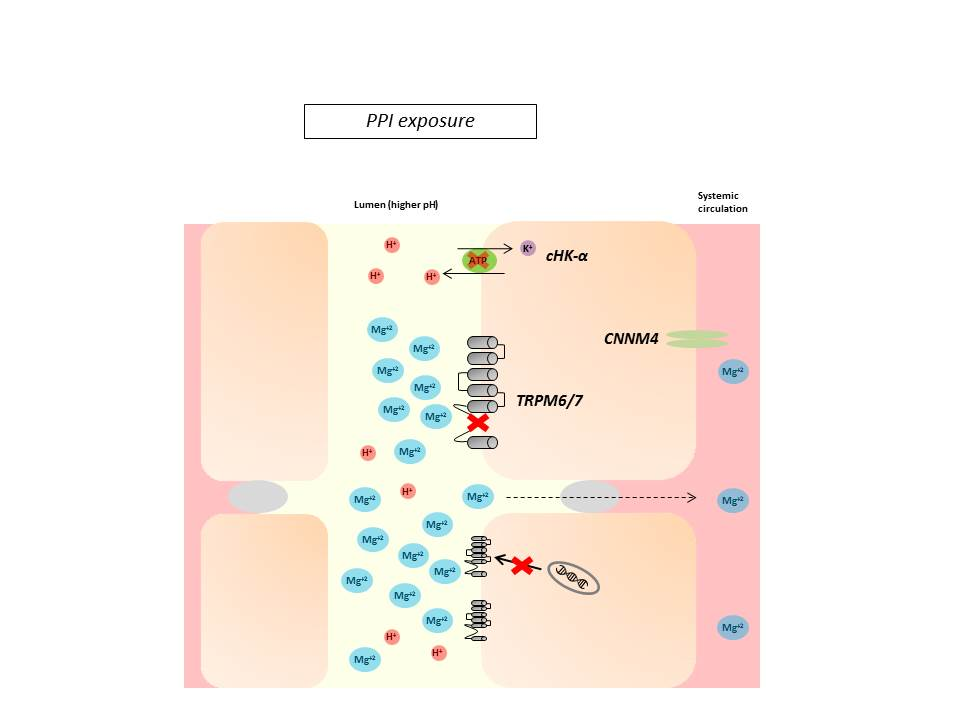 PPI exposure
Systemic
circulation
Lumen (higher pH)
H⁺
K⁺
cHK-α
ATP
H⁺
H⁺
Mg⁺²
CNNM4
Mg⁺²
Mg⁺²
Mg⁺²
Mg⁺²
TRPM6/7
Mg⁺²
Mg⁺²
H⁺
Mg⁺²
H⁺
Mg⁺²
Mg⁺²
Mg⁺²
Mg⁺²
Mg⁺²
Mg⁺²
Mg⁺²
Mg⁺²
Mg⁺²
Mg⁺²
Mg⁺²
H⁺
H⁺
Mg⁺²